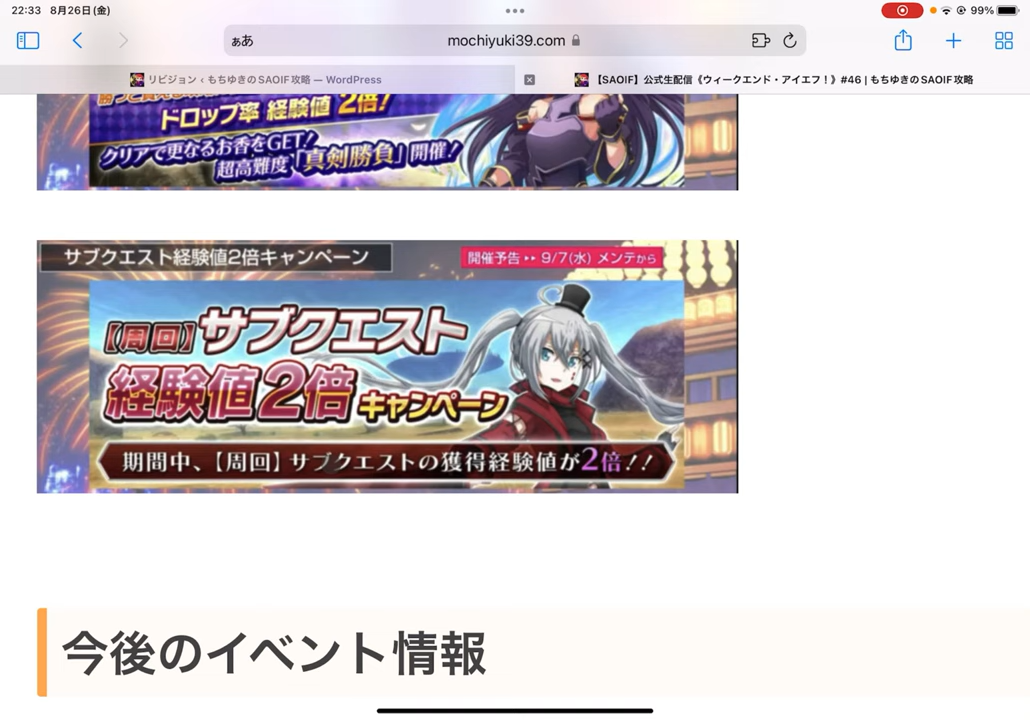 22:33 8月26日(金)
99%
ぁあ
mochiyuki39.com
リビジョン ‹ もちゆきのSAOIF攻略 — WordPress
【SAOIF】公式生配信《ウィークエンド・アイエフ！》#46 | もちゆきのSAOIF攻略
ドロップ率 経験値 2倍!
クリアで更なるお香をGET!
超高難度「真剣勝負」開催!
サブクエスト経験値2倍キャンペーン
開催予告 ▸▸ 9/7(水) メンテから
【周回】サブクエスト
経験値2倍キャンペーン
期間中、【周回】サブクエストの獲得経験値が2倍!!
今後のイベント情報